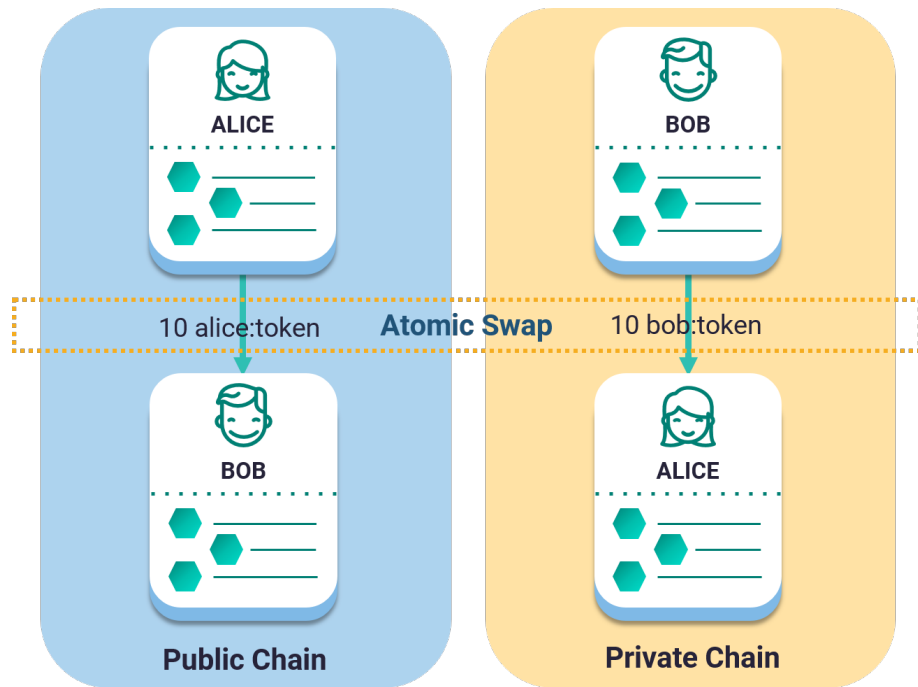 ALICE
BOB
10 alice:token
Atomic Swap
10 bob:token
BOB
ALICE
Public Chain
Private Chain